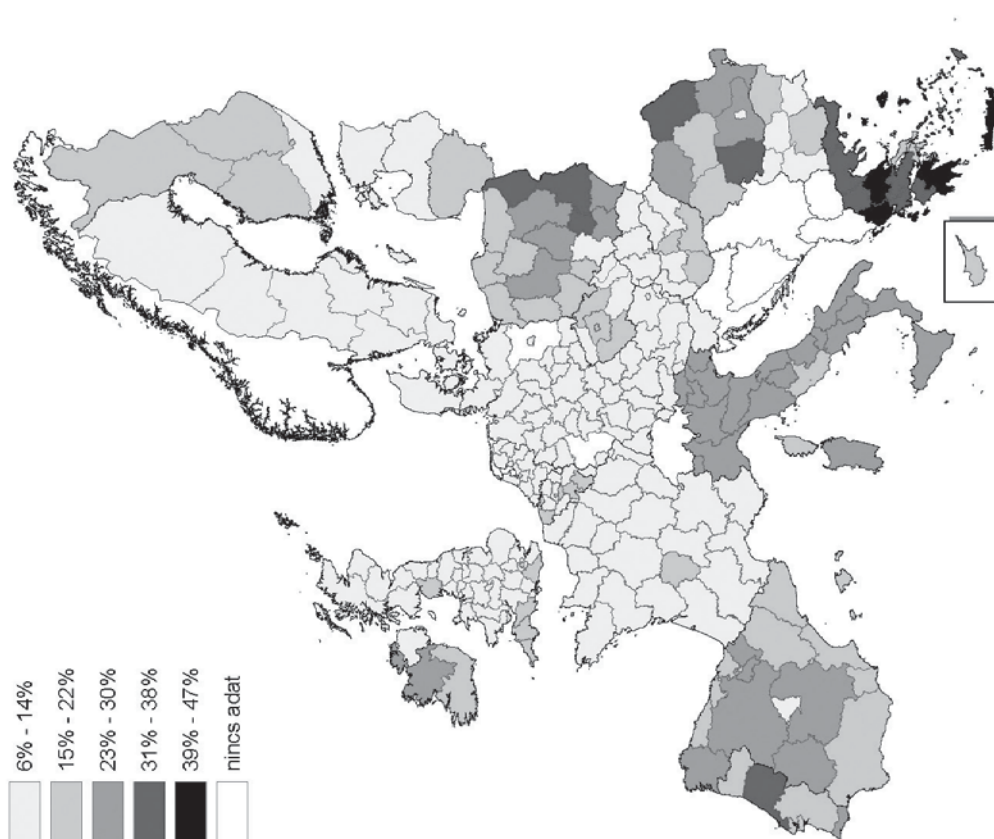 6% - 14%
15% - 22%
23% - 30%
31% - 38%
39% - 47%
nincs adat